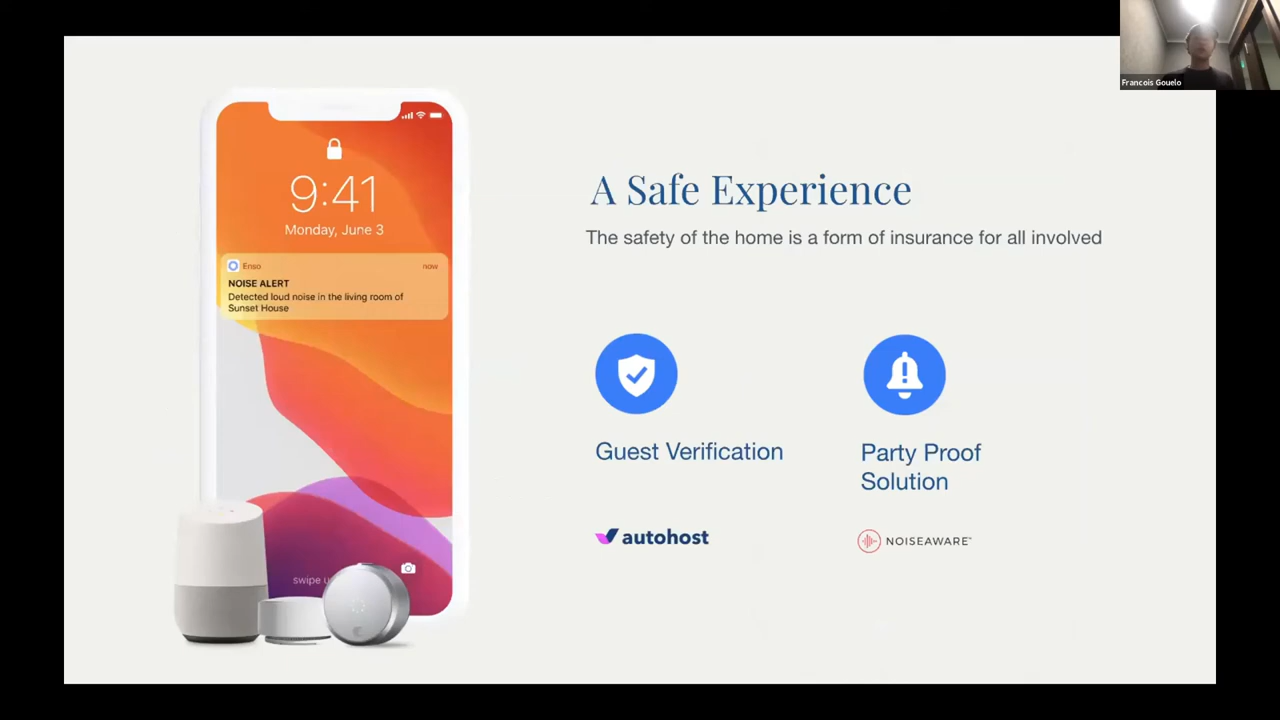 Francois Gouelo
9:41
Monday, June 3
Enso
now
NOISE ALERT
Detected loud noise in the living room of
Sunset House
swipe u
A Safe Experience
The safety of the home is a form of insurance for all involved
Guest Verification
Party Proof
Solution
autohost
NOISEAWARE™